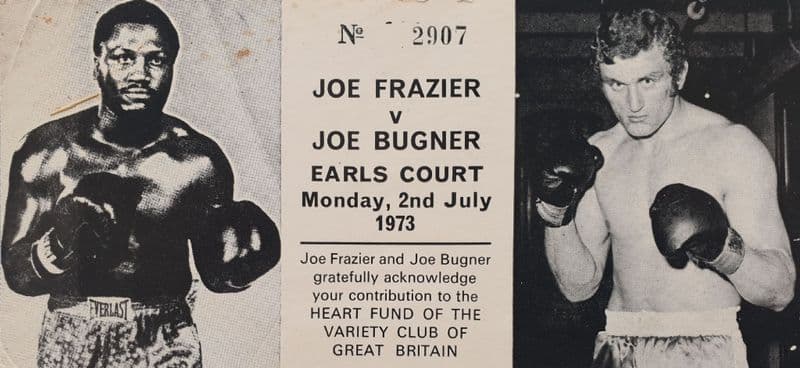 Nº 2907
JOE FRAZIER
v
JOE BUGNER
EARLS COURT
Monday, 2nd July
1973
Joe Frazier and Joe Bugner
gratefully acknowledge
your contribution to the
HEART FUND OF THE
VARIETY CLUB OF
GREAT BRITAIN
EVERLAST